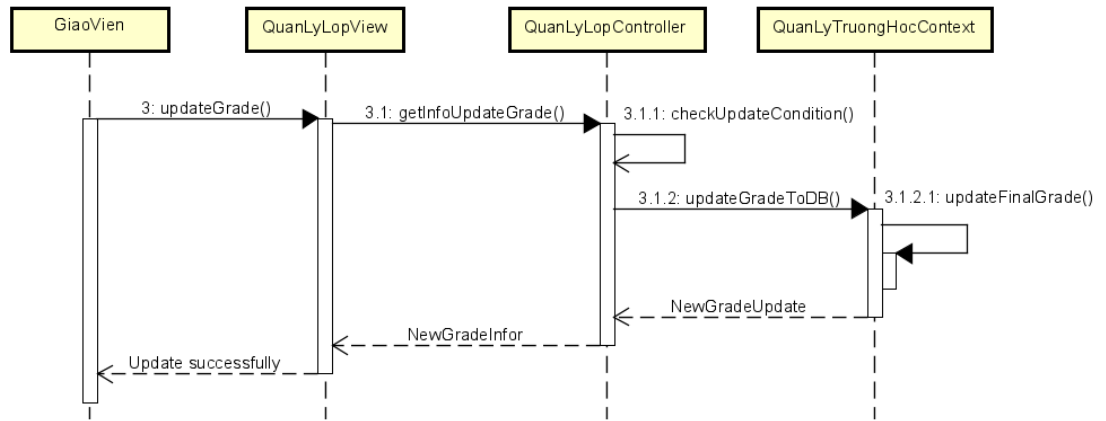 GiaoVien
QuanLyLopView
QuanLyLopController
QuanLyTruongHocContext
3: updateGrade()
3.1: getInfoUpdateGrade()
3.1.1: checkUpdateCondition()
3.1.2: updateGradeToDB()
3.1.2.1: updateFinalGrade()
NewGradeUpdate
NewGradeInfor
Update successfully